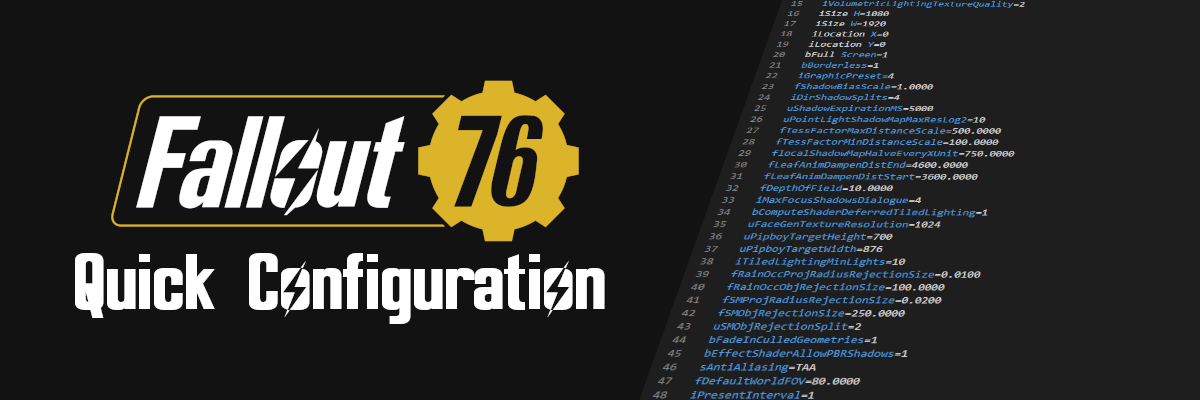 Fallout 76
Quick Configuration
15 iVolumetricLightingTextureQuality=2
16 iSize H=1080
17 iSize W=1920
18 iLocation X=0
19 iLocation Y=0
20 bFull Screen=1
21 bBorderless=1
22 iGraphicPreset=4
23 fShadowBiasScale=1.0000
24 iDirShadowSplits=4
25 uShadowExpirationMS=5000
26 uPointLightShadowMapMaxResLog2=10
27 fTessFactorMaxDistanceScale=500.0000
28 fTessFactorMinDistanceScale=100.0000
29 flocalShadowMapHalveEveryXUnit=750.0000
30 fLeafAnimDampenDistEnd=4600.0000
31 fLeafAnimDampenDistStart=3600.0000
32 fDepthOfField=10.0000
33 iMaxFocusShadowsDialogue=4
34 bComputeShaderDeferredTiledLighting=1
35 uFaceGenTextureResolution=1024
36 uPipboyTargetHeight=700
37 uPipboyTargetWidth=876
38 iTiledLightingMinLights=10
39 fRainOccProjRadiusRejectionSize=0.0100
40 fRainOccObjRejectionSize=100.0000
41 fSMProjRadiusRejectionSize=0.0200
42 fSMObjRejectionSize=250.0000
43 uSMObjRejectionSplit=2
44 bFadeInCulledGeometries=1
45 bEffectShaderAllowPBRShadows=1
46 sAntiAliasing=TAA
47 fDefaultWorldFOV=80.0000
48 iPresentInterval=1